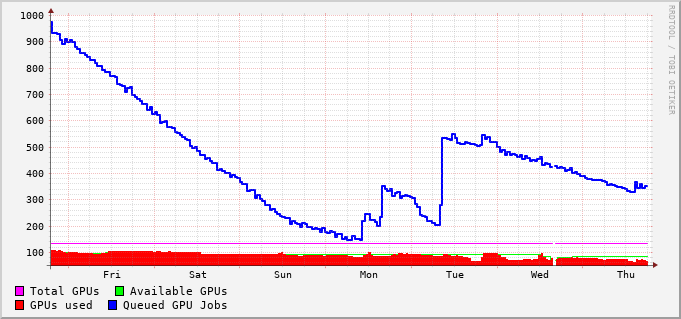 1000
900
800
700
600
500
400
300
200
100
Fri Sat Sun Mon Tue Wed Thu
Total GPUs Available GPUs
GPUs used Queued GPU Jobs
RRDTOOL / TOBI OETIKER